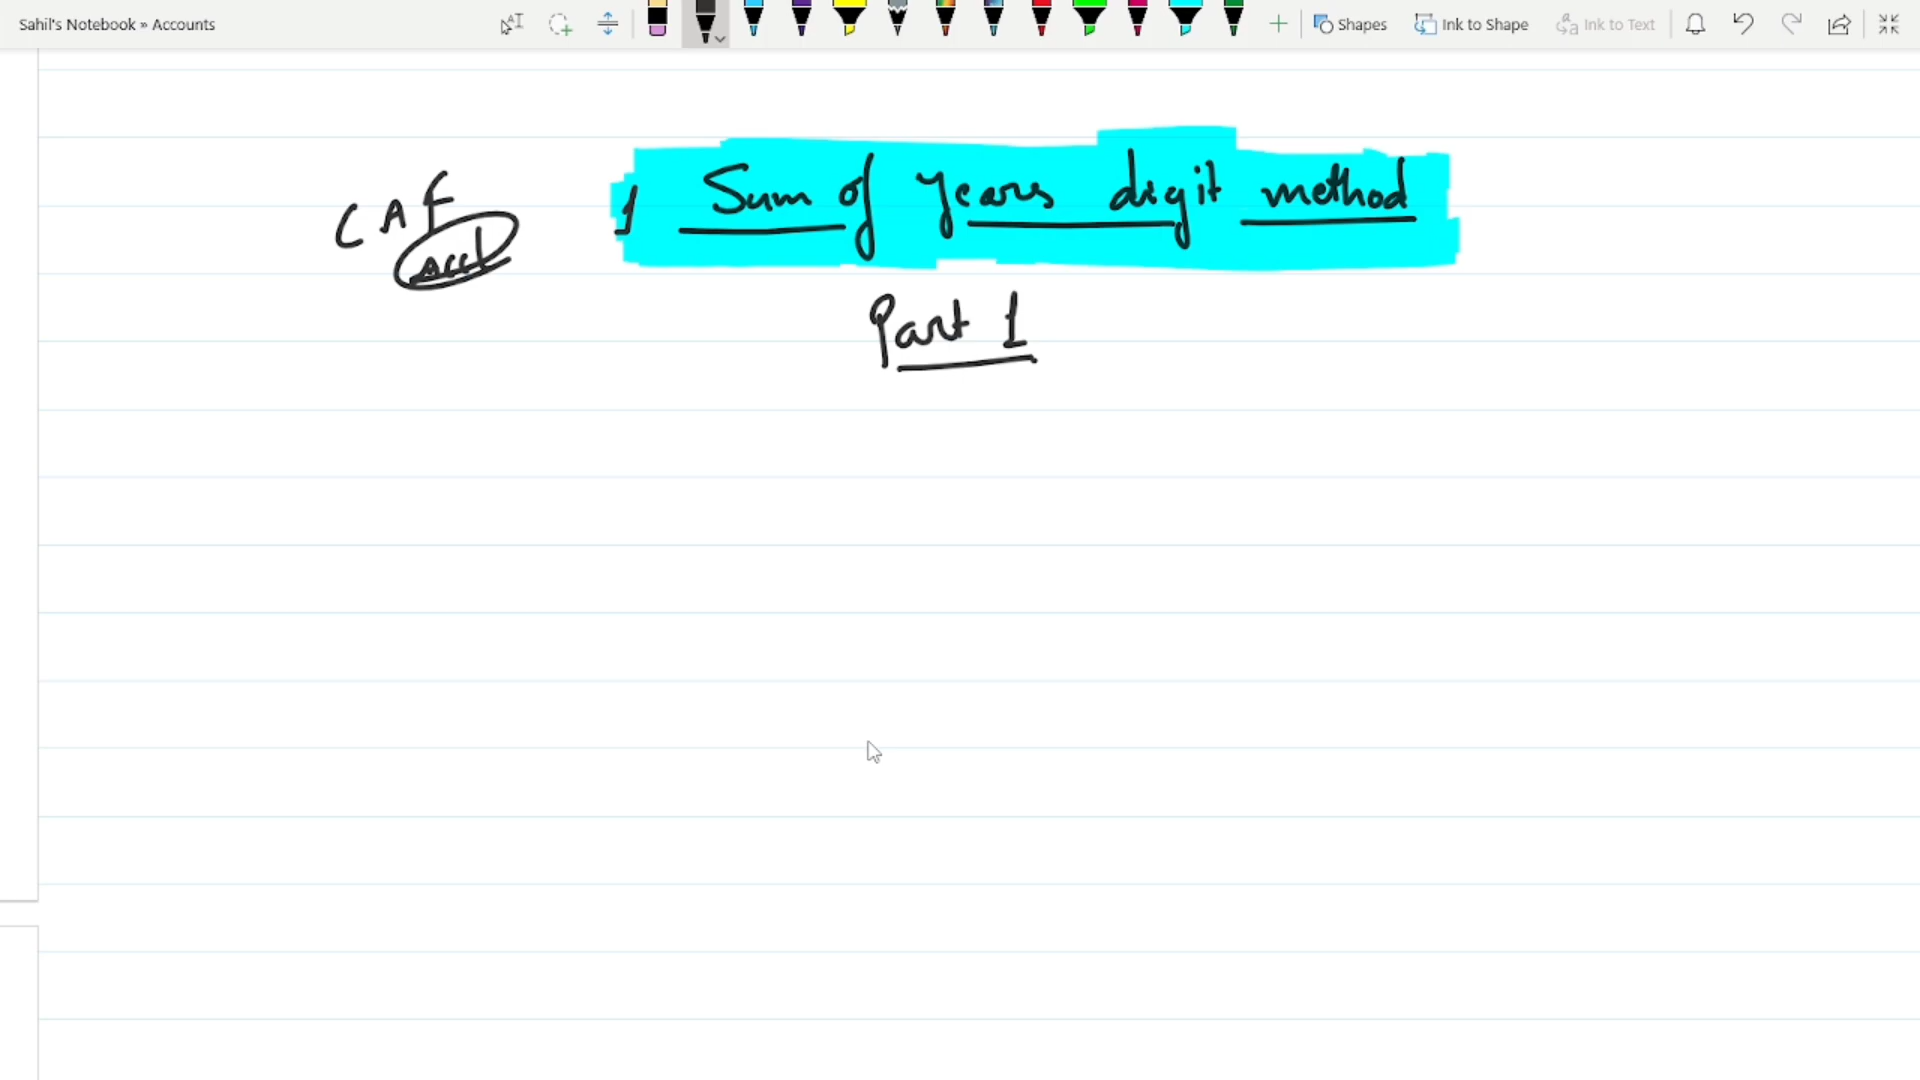 Sahil's Notebook » Accounts
Shapes
Ink to Shape
Ink to Text
CAF
1 Sum of years digit method
Part 1